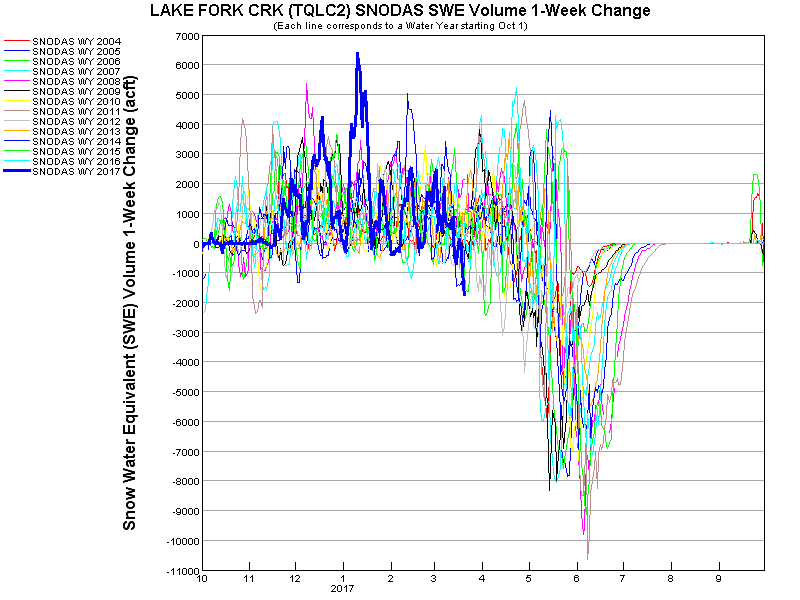 LAKE FORK CRK (TQLC2) SNODAS SWE Volume 1-Week Change
(Each line corresponds to a Water Year starting Oct 1)
SNODAS WY 2004
SNODAS WY 2005
SNODAS WY 2006
SNODAS WY 2007
SNODAS WY 2008
SNODAS WY 2009
SNODAS WY 2010
SNODAS WY 2011
SNODAS WY 2012
SNODAS WY 2013
SNODAS WY 2014
SNODAS WY 2015
SNODAS WY 2016
SNODAS WY 2017
Snow Water Equivalent (SWE) Volume 1-Week Change (acft)
7000
6000
5000
4000
3000
2000
1000
0
-1000
-2000
-3000
-4000
-5000
-6000
-7000
-8000
-9000
-10000
-11000
10 11 12 1 2 3 4 5 6 7 8 9
2017